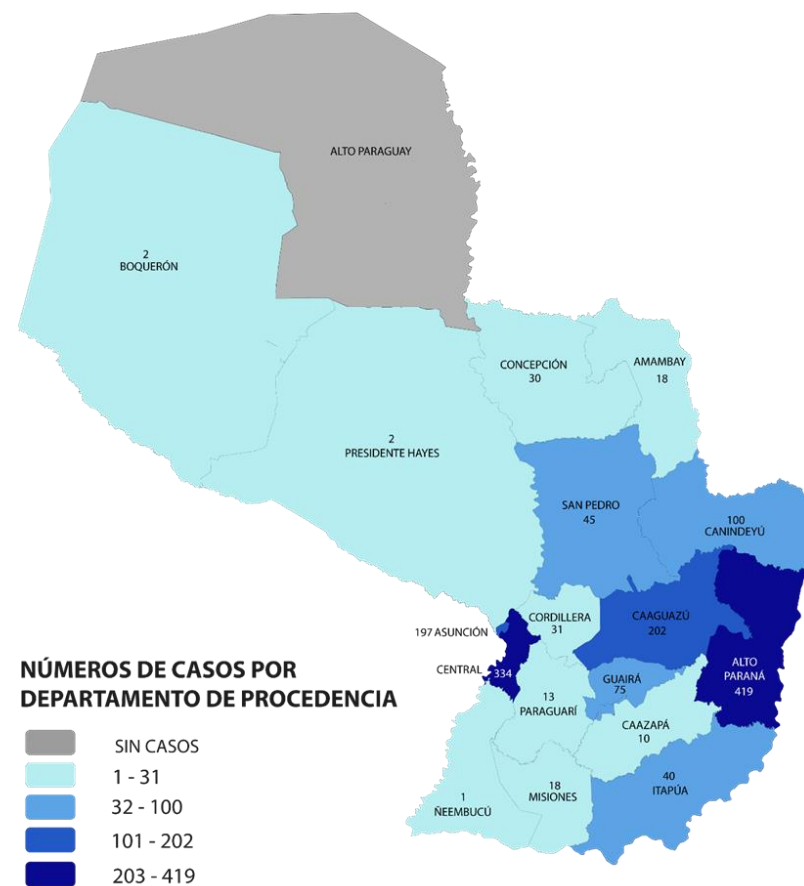 ALTO PARAGUAY
2
BOQUERÓN
CONCEPCIÓN
30
AMAMBAY
18
2
PRESIDENTE HAYES
SAN PEDRO
45
100
CANINDEYÚ
CORDILLERA
31
CAAGUAZÚ
202
197 ASUNCIÓN
CENTRAL
334
GUAIRÁ
75
ALTO
PARANÁ
419
13
PARAGUARÍ
CAAZAPÁ
10
1
ÑEEMBUCÚ
18
MISIONES
40
ITAPÚA
NÚMEROS DE CASOS POR
DEPARTAMENTO DE PROCEDENCIA
SIN CASOS
1 - 31
32 - 100
101 - 202
203 - 419